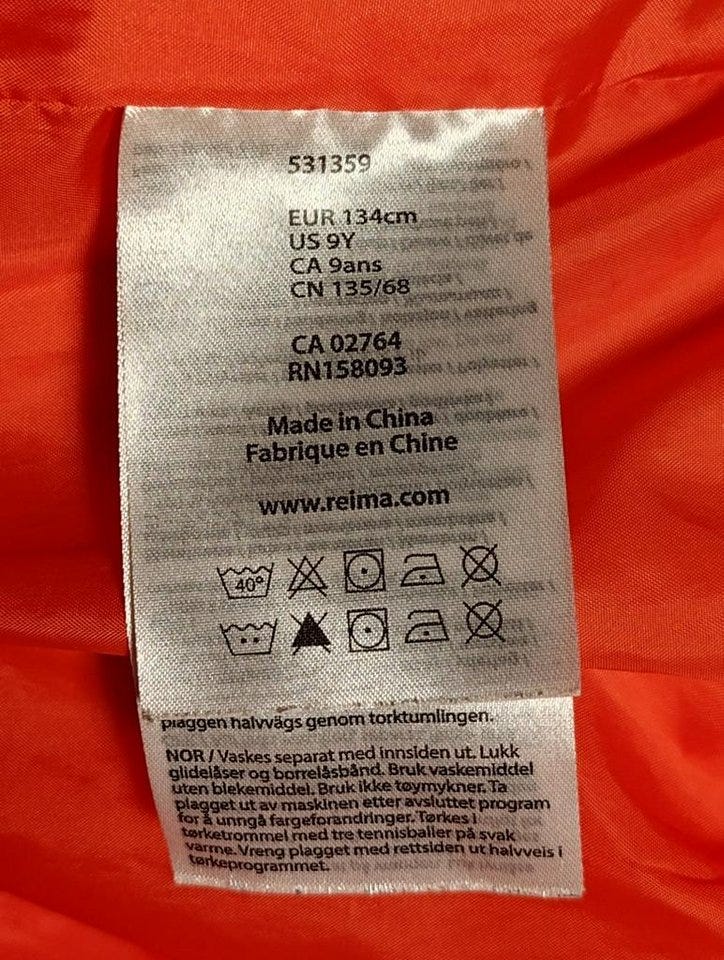 531359
EUR 134cm
US 9Y
CA 9ans
CN 135/68
CA 02764
RN158093
Made in China
Fabrique en Chine
www.reima.com
40°
plaggen halvvägs genom torktumlingen.
NOR / Vaskes separat med innsiden ut. Lukk
glidelåser og borrelåsbånd. Bruk vaskemiddel
uten blekemiddel. Bruk ikke tøymykner. Ta
plagget ut av maskinen etter avsluttet program
for å unngå fargeforandringer. Tørkes i
tørketrommel med tre tennisballer på svak
varme. Vreng plagget med rettsiden ut halvveis i
tørkeprogrammet.